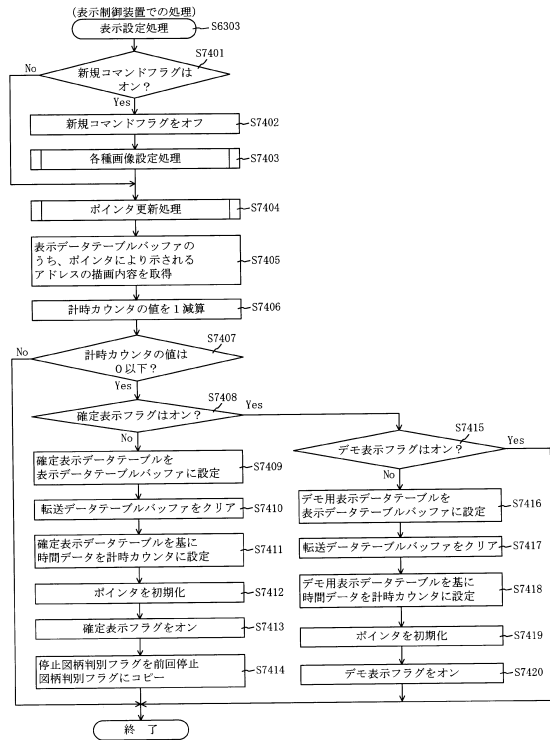 (表示制御装置での処理)
表示設定処理
S6303
S7401
No
新規コマンドフラグは
オン？
Yes
新規コマンドフラグをオフ
S7402
各種画像設定処理
S7403
ポインタ更新処理
S7404
表示データテーブルバッファの
うち、ポインタにより示される
アドレスの描画内容を取得
S7405
計時カウンタの値を１減算
S7406
S7407
No
計時カウンタの値は
０以下？
Yes
S7408
確定表示フラグはオン？
Yes
No
確定表示データテーブルを
表示データテーブルバッファに設定
S7409
転送データテーブルバッファをクリア
S7410
確定表示データテーブルを基に
時間データを計時カウンタに設定
S7411
ポインタを初期化
S7412
確定表示フラグをオン
S7413
停止図柄判別フラグを前回停止
図柄判別フラグにコピー
S7414
S7415
デモ表示フラグはオン？
Yes
No
デモ用表示データテーブルを
表示データテーブルバッファに設定
S7416
転送データテーブルバッファをクリア
S7417
デモ用表示データテーブルを基に
時間データを計時カウンタに設定
S7418
ポインタを初期化
S7419
デモ表示フラグをオン
S7420
終 了